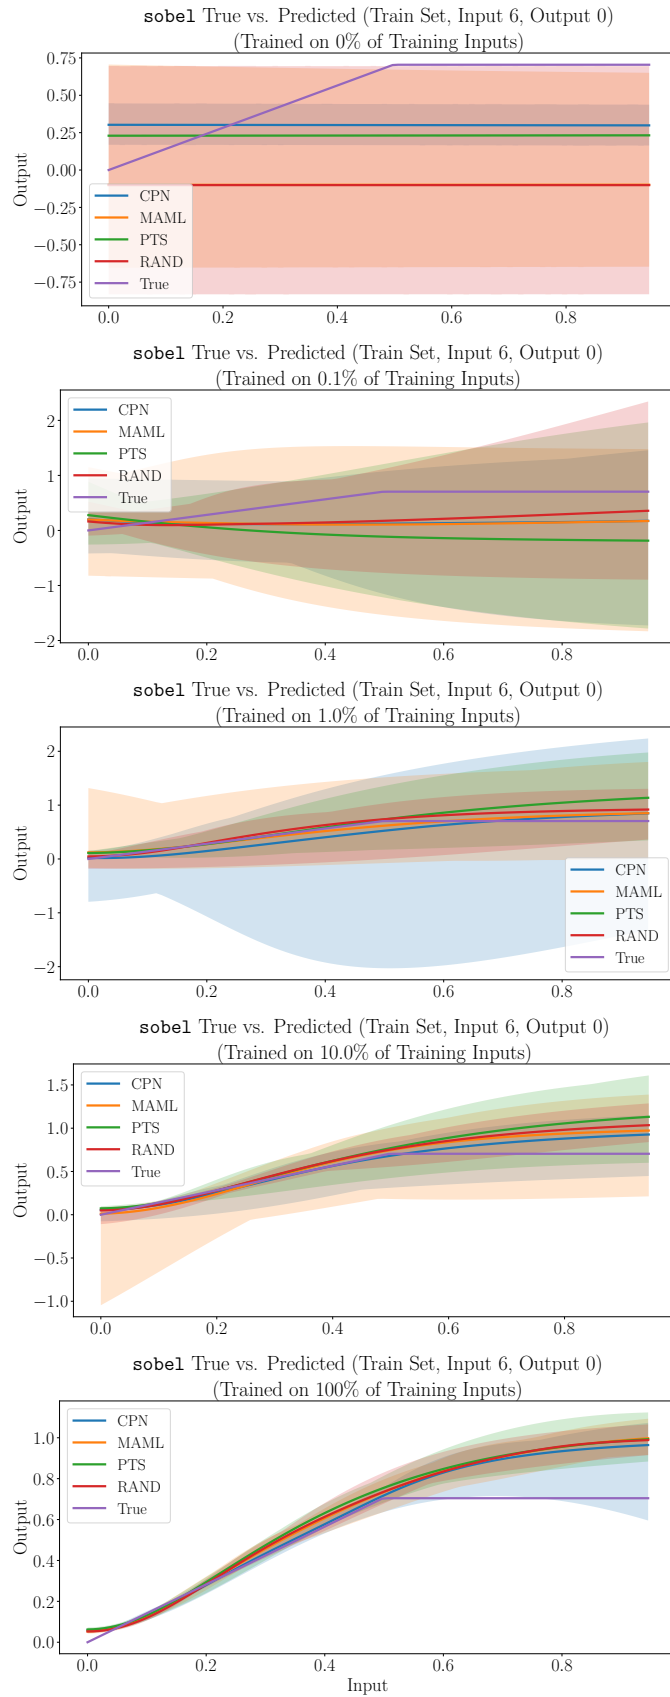 sobel True vs. Predicted (Train Set, Input 6, Output 0)
(Trained on 0% of Training Inputs)
0.75
0.50
0.25
0.00
−0.25
−0.50
−0.75
Output
CPN
MAML
PTS
RAND
True
0.0 0.2 0.4 0.6 0.8
sobel True vs. Predicted (Train Set, Input 6, Output 0)
(Trained on 0.1% of Training Inputs)
2
1
0
−1
−2
Output
CPN
MAML
PTS
RAND
True
0.0 0.2 0.4 0.6 0.8
sobel True vs. Predicted (Train Set, Input 6, Output 0)
(Trained on 1.0% of Training Inputs)
2
1
0
−1
−2
Output
CPN
MAML
PTS
RAND
True
0.0 0.2 0.4 0.6 0.8
sobel True vs. Predicted (Train Set, Input 6, Output 0)
(Trained on 10.0% of Training Inputs)
1.5
1.0
0.5
0.0
−0.5
−1.0
Output
CPN
MAML
PTS
RAND
True
0.0 0.2 0.4 0.6 0.8
sobel True vs. Predicted (Train Set, Input 6, Output 0)
(Trained on 100% of Training Inputs)
1.0
0.8
0.6
0.4
0.2
0.0
Output
CPN
MAML
PTS
RAND
True
0.0 0.2 0.4 0.6 0.8
Input